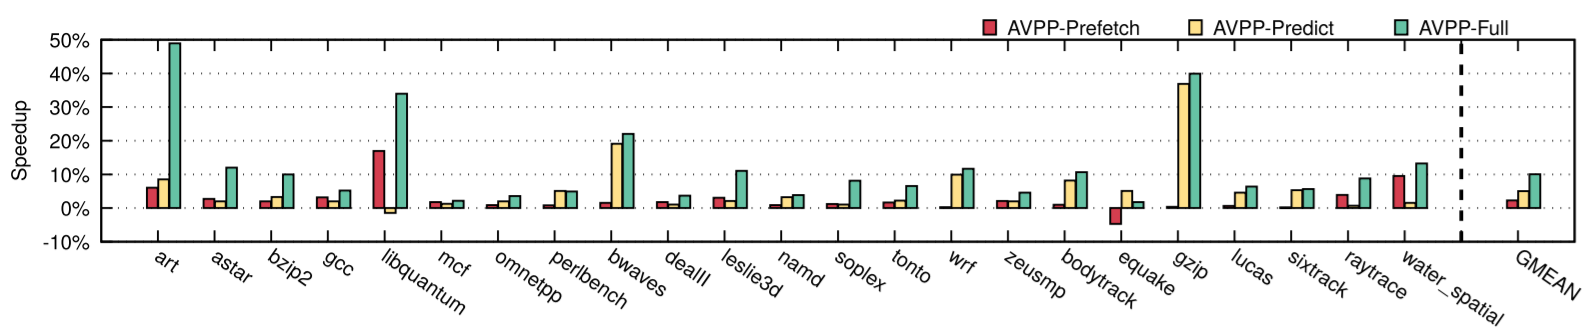 AVPP-Prefetch AVPP-Predict AVPP-Full
Speedup
50%
40%
30%
20%
10%
0%
-10%
art astar bzip2 gcc libquantum mcf omnetpp perlbench bwaves dealII leslie3d namd soplex tonto wrf zeusmp bodytrack equake gzip lucas sixtrack raytrace water_spatial GMEAN